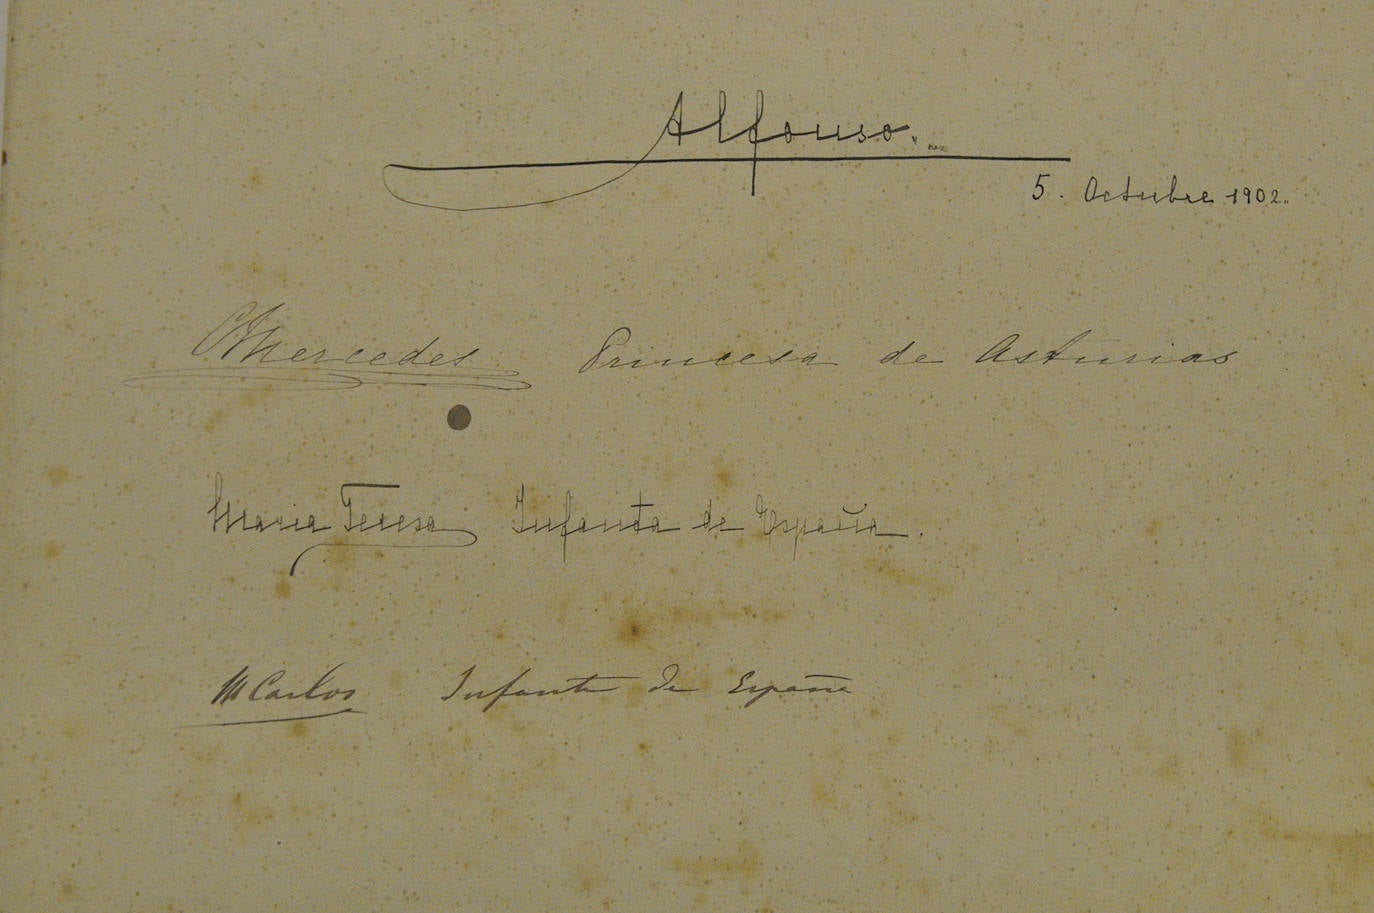 Alfonso.
5. Octubre 1902.
Mercedes Princesa de Asturias
Maria Teresa Infanta de España.
Carlos Infante de España